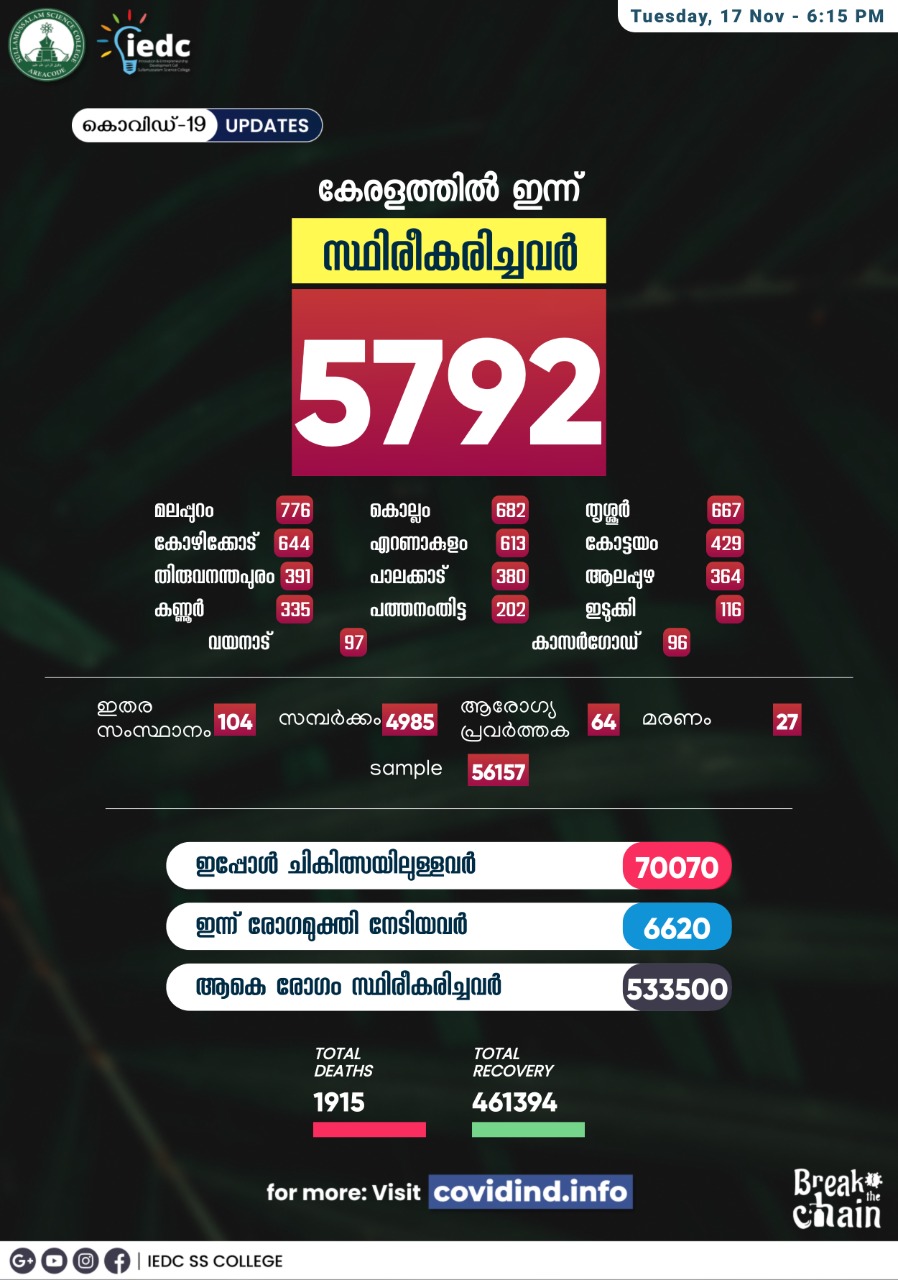 Tuesday, 17 Nov - 6:15 PM
SULLAMUSSALAM SCIENCE COLLEGE
AREACODE
iedc
കൊവിഡ്-19 UPDATES
കേരളത്തിൽ ഇന്ന്
സ്ഥിരീകരിച്ചവർ
5792
മലപ്പുറം 776 കൊല്ലം 682 തൃശ്ശൂർ 667
കോഴിക്കോട് 644 എറണാകുളം 613 കോട്ടയം 429
തിരുവനന്തപുരം 391 പാലക്കാട് 380 ആലപ്പുഴ 364
കണ്ണൂർ 335 പത്തനംതിട്ട 202 ഇടുക്കി 116
വയനാട് 97 കാസർഗോഡ് 96
ഇതര
സംസ്ഥാനം 104
സമ്പർക്കം 4985
ആരോഗ്യ
പ്രവർത്തക 64
മരണം 27
sample 56157
ഇപ്പോൾ ചികിത്സയിലുള്ളവർ 70070
ഇന്ന് രോഗമുക്തി നേടിയവർ 6620
ആകെ രോഗം സ്ഥിരീകരിച്ചവർ 533500
TOTAL
DEATHS
1915
TOTAL
RECOVERY
461394
for more: Visit covidind.info
Break
the
chain
G+ f | IEDC SS COLLEGE